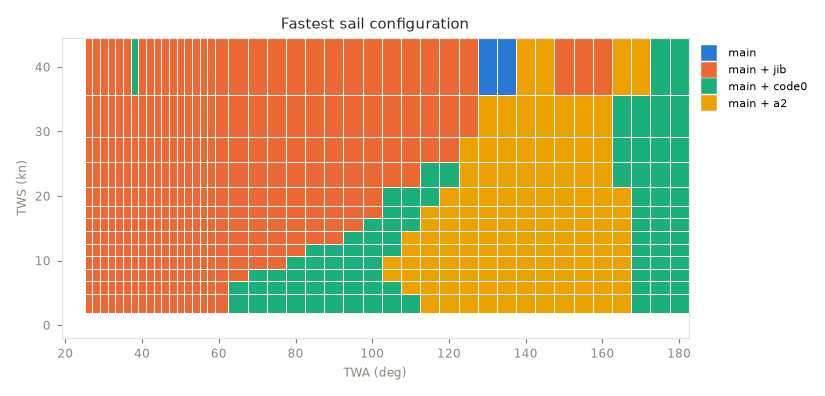 Fastest sail configuration
main
main + jib
main + code0
main + a2
TWS (kn)
40
30
20
10
0
20 40 60 80 100 120 140 160 180
TWA (deg)